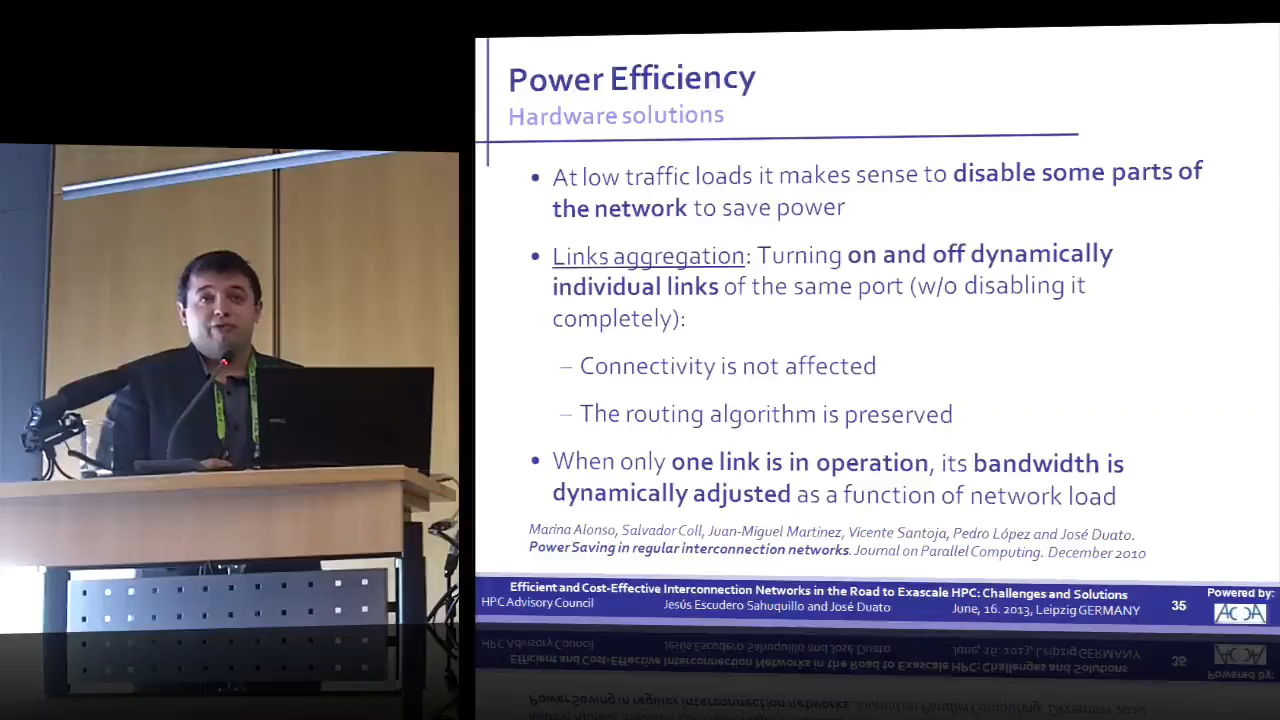 Power Efficiency
Hardware solutions
• At low traffic loads it makes sense to disable some parts of
the network to save power
• Links aggregation: Turning on and off dynamically
individual links of the same port (w/o disabling it
completely):
– Connectivity is not affected
– The routing algorithm is preserved
• When only one link is in operation, its bandwidth is
dynamically adjusted as a function of network load
Marina Alonso, Salvador Coll, Juan-Miguel Martinez, Vicente Santoja, Pedro López and José Duato.
Power Saving in regular interconnection networks. Journal on Parallel Computing. December 2010
Efficient and Cost-Effective Interconnection Networks in the Road to Exascale HPC: Challenges and Solutions
HPC Advisory Council Jesús Escudero Sahuquillo and José Duato June, 16. 2013, Leipzig GERMANY 35
Powered by: